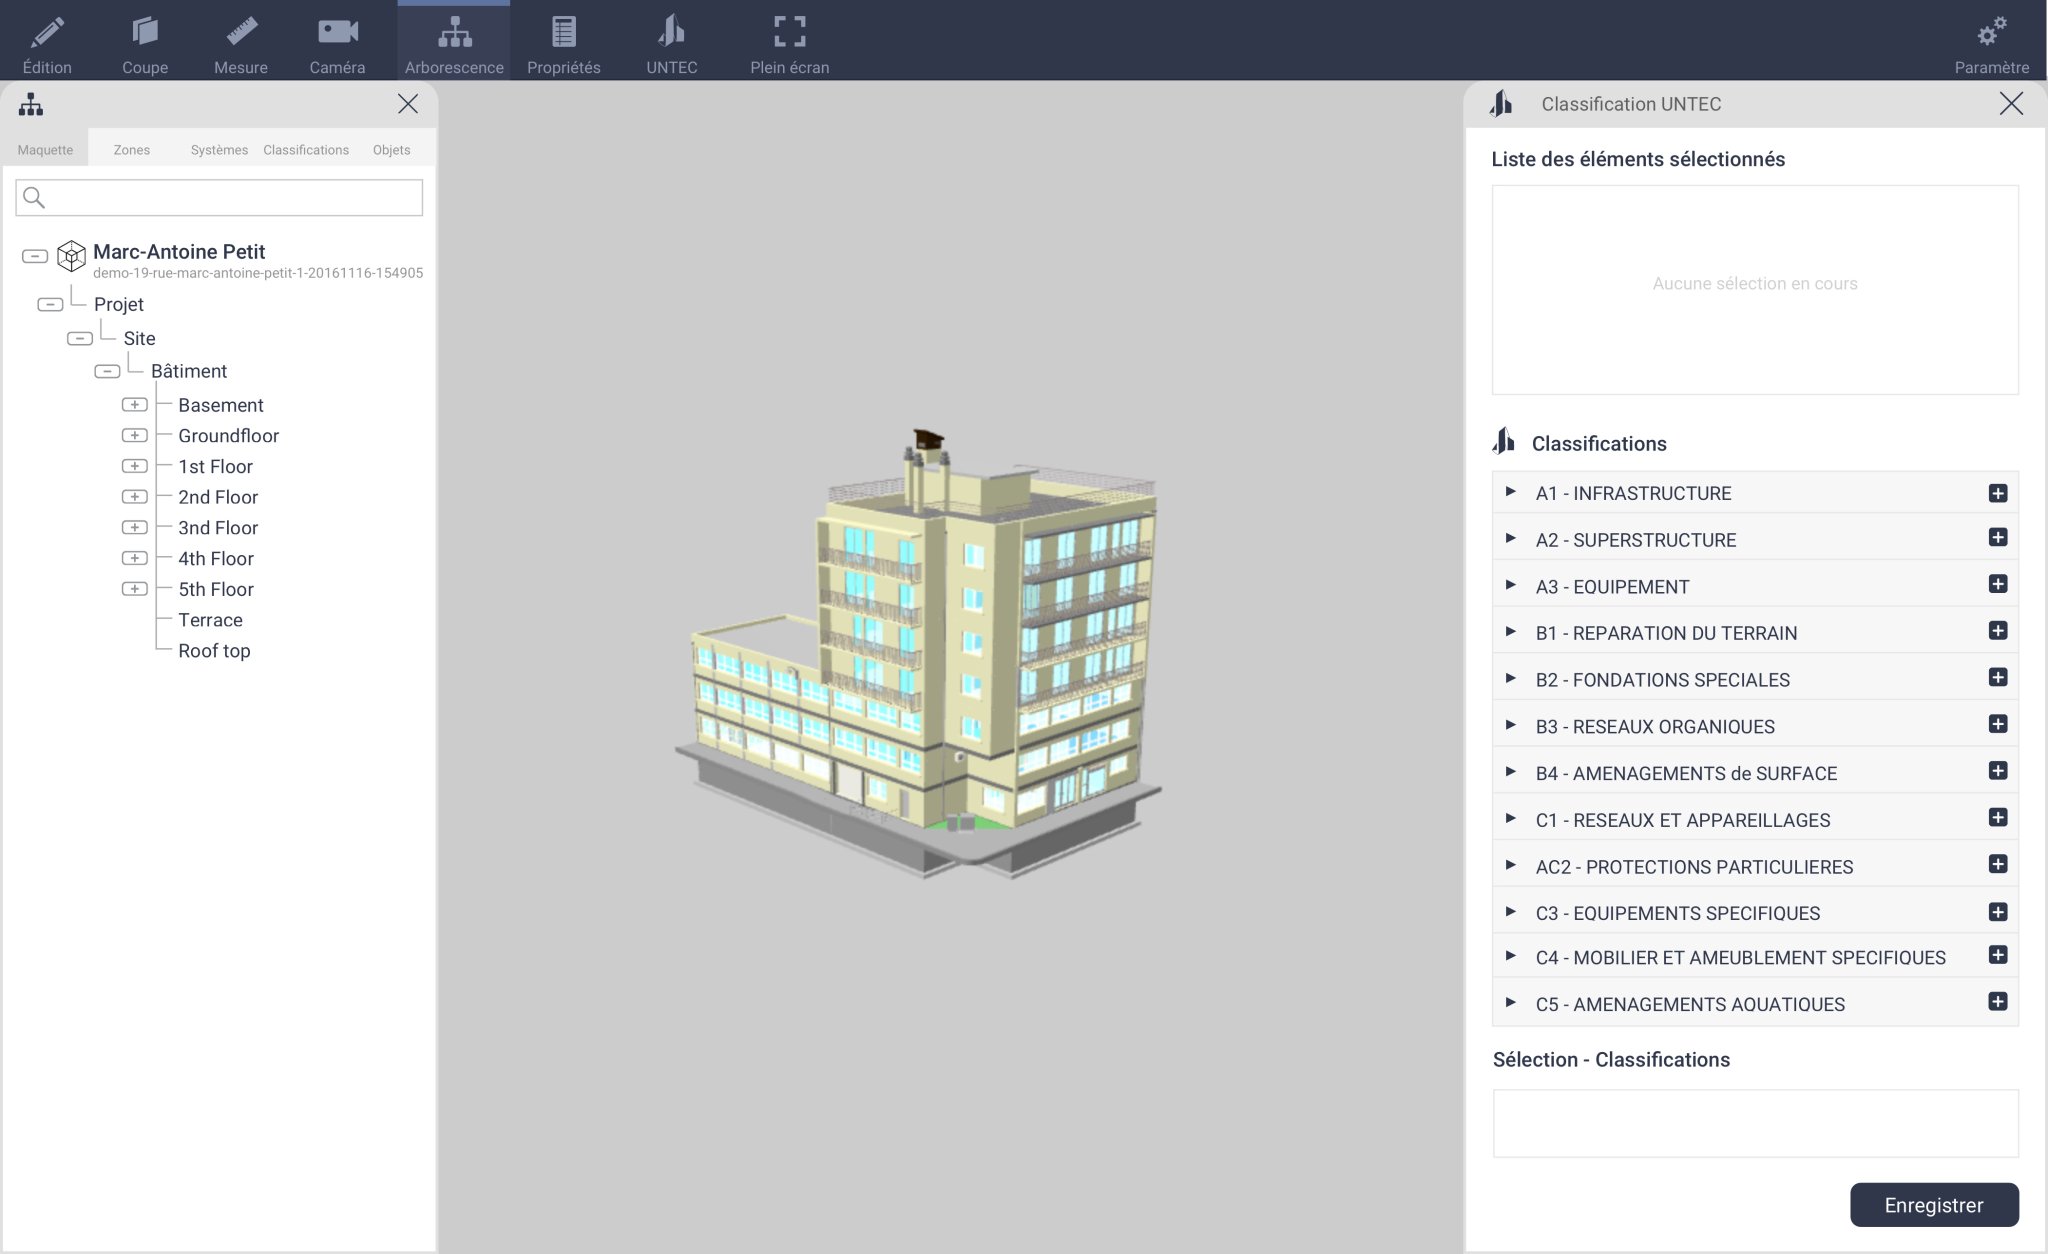 Édition
Coupe
Mesure
Caméra
Arborescence
Propriétés
UNTEC
Plein écran
Paramètre
Maquette
Zones
Systèmes
Classifications
Objets
Marc-Antoine Petit
demo-19-rue-marc-antoine-petit-1-20161116-154905
Projet
Site
Bâtiment
Basement
Groundfloor
1st Floor
2nd Floor
3nd Floor
4th Floor
5th Floor
Terrace
Roof top
Classification UNTEC
Liste des éléments sélectionnés
Aucune sélection en cours
Classifications
A1 - INFRASTRUCTURE
A2 - SUPERSTRUCTURE
A3 - EQUIPEMENT
B1 - REPARATION DU TERRAIN
B2 - FONDATIONS SPECIALES
B3 - RESEAUX ORGANIQUES
B4 - AMENAGEMENTS de SURFACE
C1 - RESEAUX ET APPAREILLAGES
AC2 - PROTECTIONS PARTICULIERES
C3 - EQUIPEMENTS SPECIFIQUES
C4 - MOBILIER ET AMEUBLEMENT SPECIFIQUES
C5 - AMENAGEMENTS AQUATIQUES
Sélection - Classifications
Enregistrer